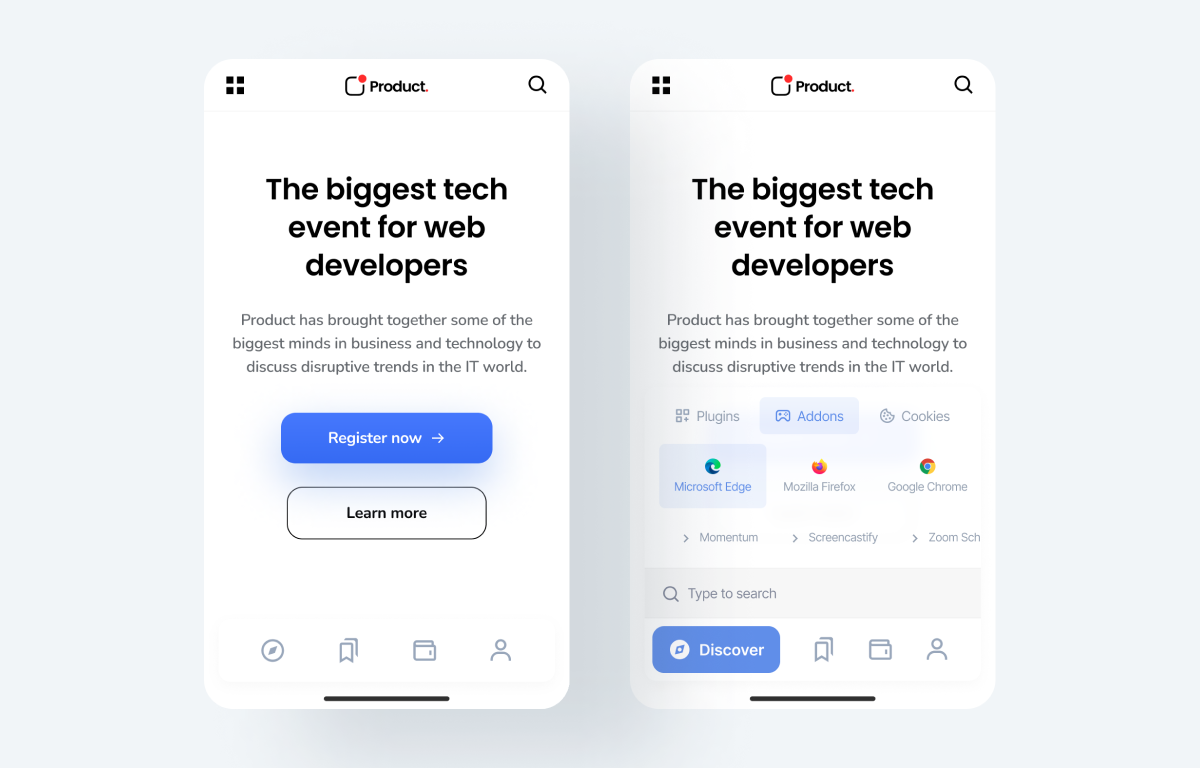 Product.
The biggest tech
event for web
developers
Product has brought together some of the
biggest minds in business and technology to
discuss disruptive trends in the IT world.
Register now →
Learn more
Product.
The biggest tech
event for web
developers
Product has brought together some of the
biggest minds in business and technology to
discuss disruptive trends in the IT world.
Plugins Addons Cookies
Microsoft Edge Mozilla Firefox Google Chrome
Momentum Screencastify Zoom Sch
Type to search
Discover